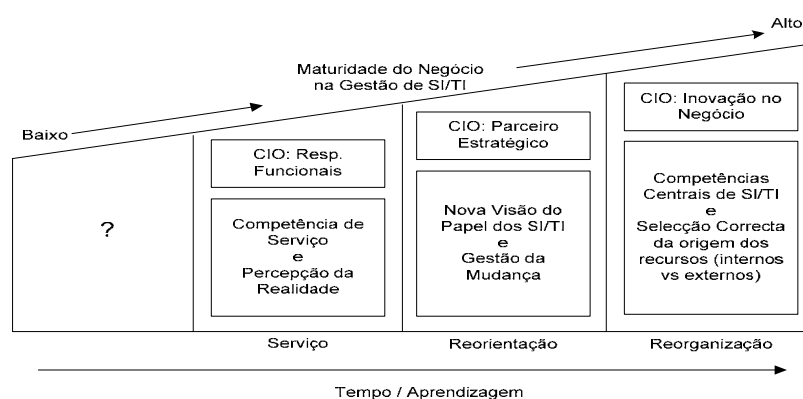 Alto
Maturidade do Negócio
na Gestão de SI/TI
Baixo
CIO: Resp.
Funcionais
CIO: Parceiro
Estratégico
CIO: Inovação no
Negócio
?
Competência de
Serviço
e
Percepção da
Realidade
Nova Visão do
Papel dos SI/TI
e
Gestão da
Mudança
Competências
Centrais de SI/TI
e
Selecção Correcta
da origem dos
recursos (internos
vs externos)
Serviço
Reorientação
Reorganização
Tempo / Aprendizagem